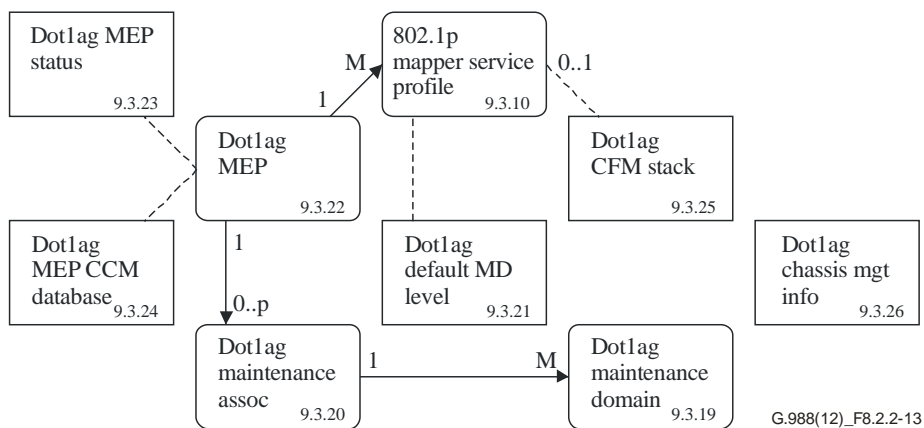 Dot1ag MEP
status
9.3.23
802.1p
mapper service
profile
9.3.10
M
0..1
1
Dot1ag
MEP
9.3.22
Dot1ag
CFM stack
9.3.25
Dot1ag
MEP CCM
database
9.3.24
1
Dot1ag
default MD
level
9.3.21
Dot1ag
chassis mgt
info
9.3.26
0..p
Dot1ag
maintenance
assoc
9.3.20
1
M
Dot1ag
maintenance
domain
9.3.19
G.988(12)_F8.2.2-13